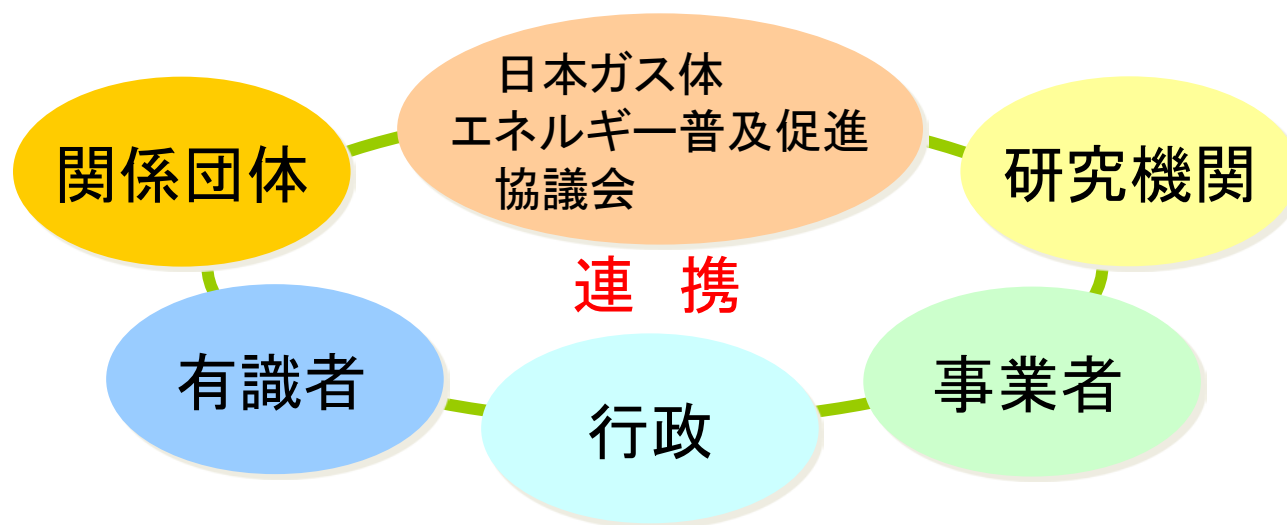 日本ガス体
エネルギー普及促進
協議会
関係団体
研究機関
連　携
有識者
事業者
行政